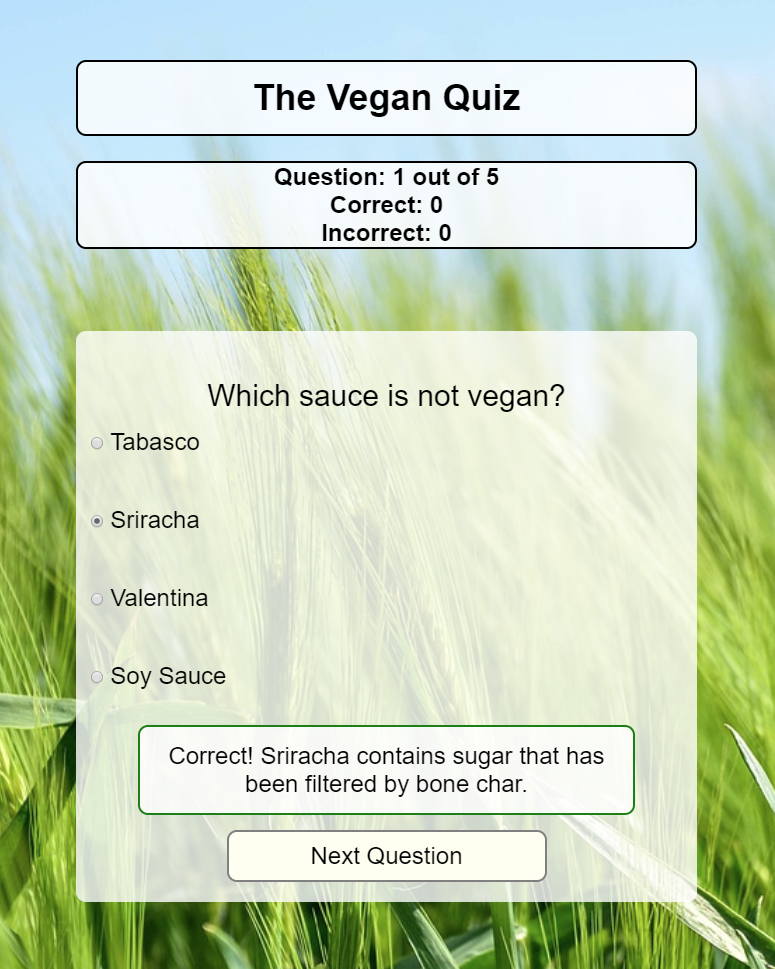 The Vegan Quiz
Question: 1 out of 5
Correct: 0
Incorrect: 0
Which sauce is not vegan?
Tabasco
Sriracha
Valentina
Soy Sauce
Correct! Sriracha contains sugar that has
been filtered by bone char.
Next Question